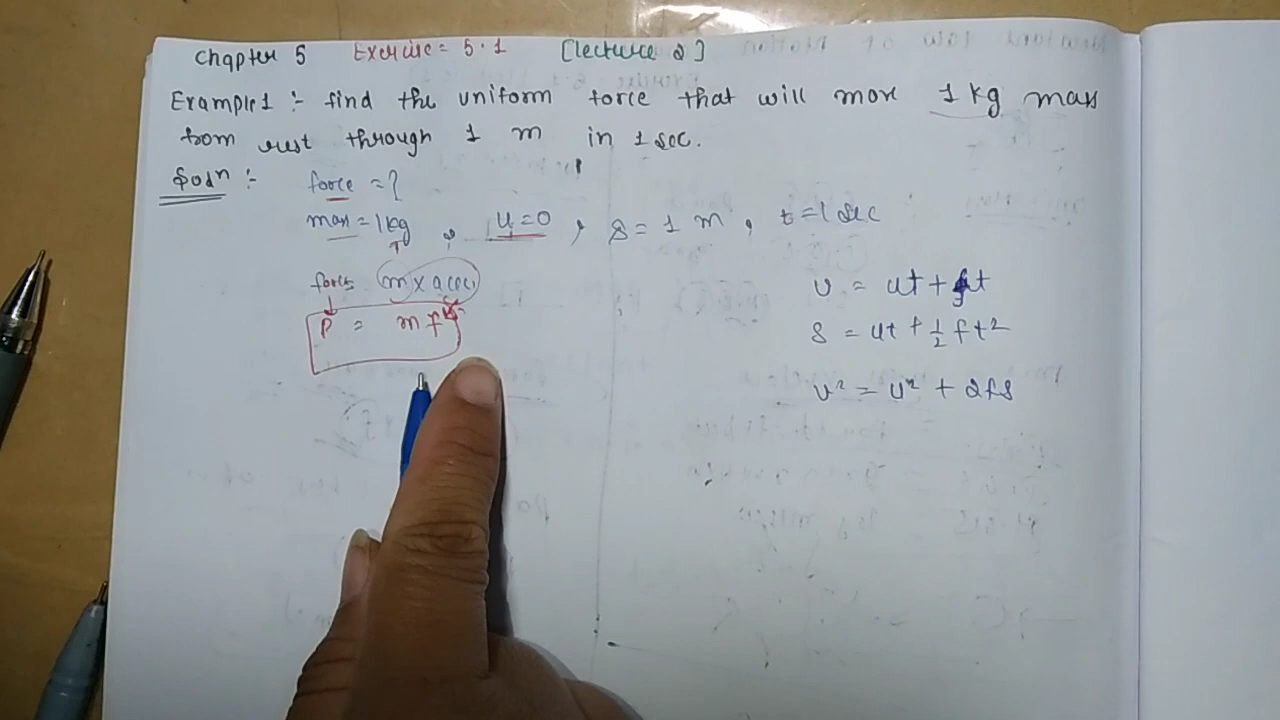 Chapter 5 Exercise = 5.1 [lecture 2]
Example 1 :- find the uniform force that will move 1 kg mass
from rest through 1 m in 1 sec.
Soln :- force = ?
mass = 1kg , u=0 , s = 1 m , t = 1 sec
force m x acc
P = mf
v = ut + ft
s = ut + 1/2 ft²
v² = u² + 2fs